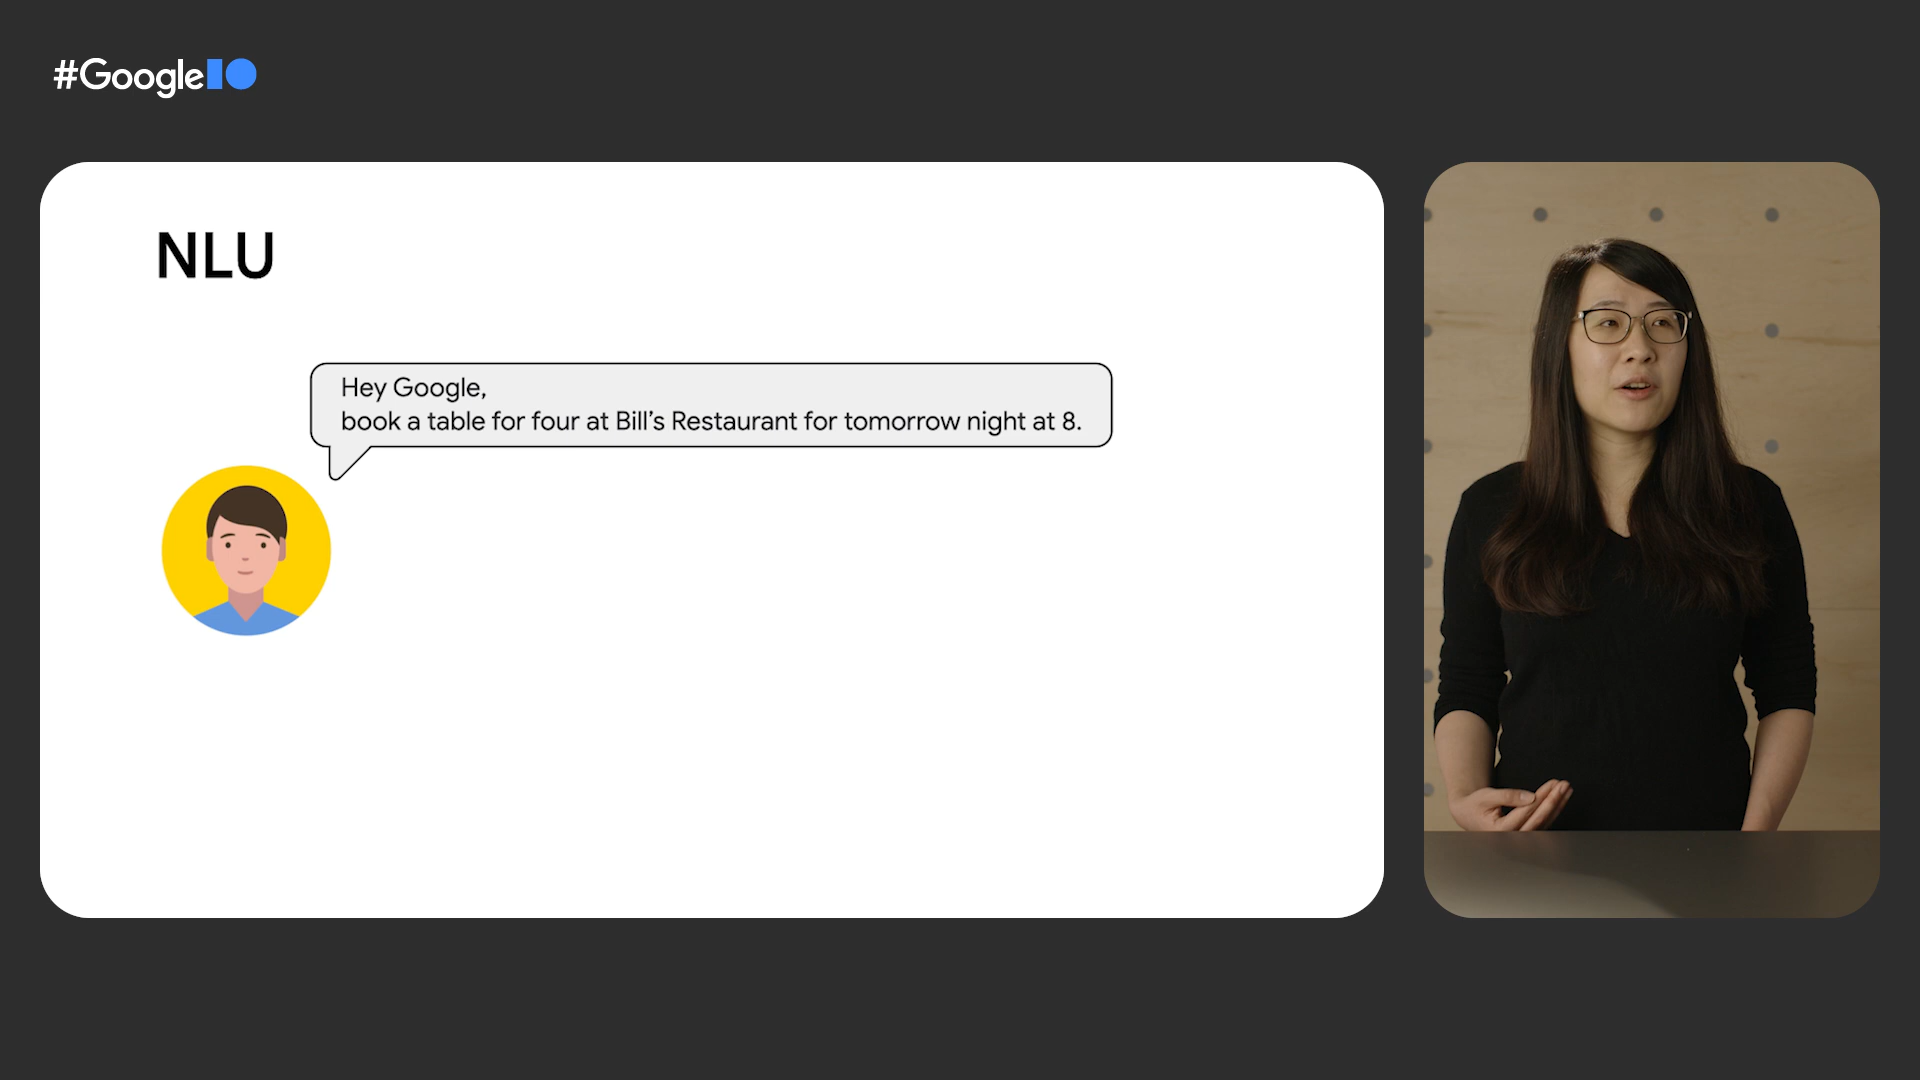 #GoogleIO
NLU
Hey Google,
book a table for four at Bill’s Restaurant for tomorrow night at 8.